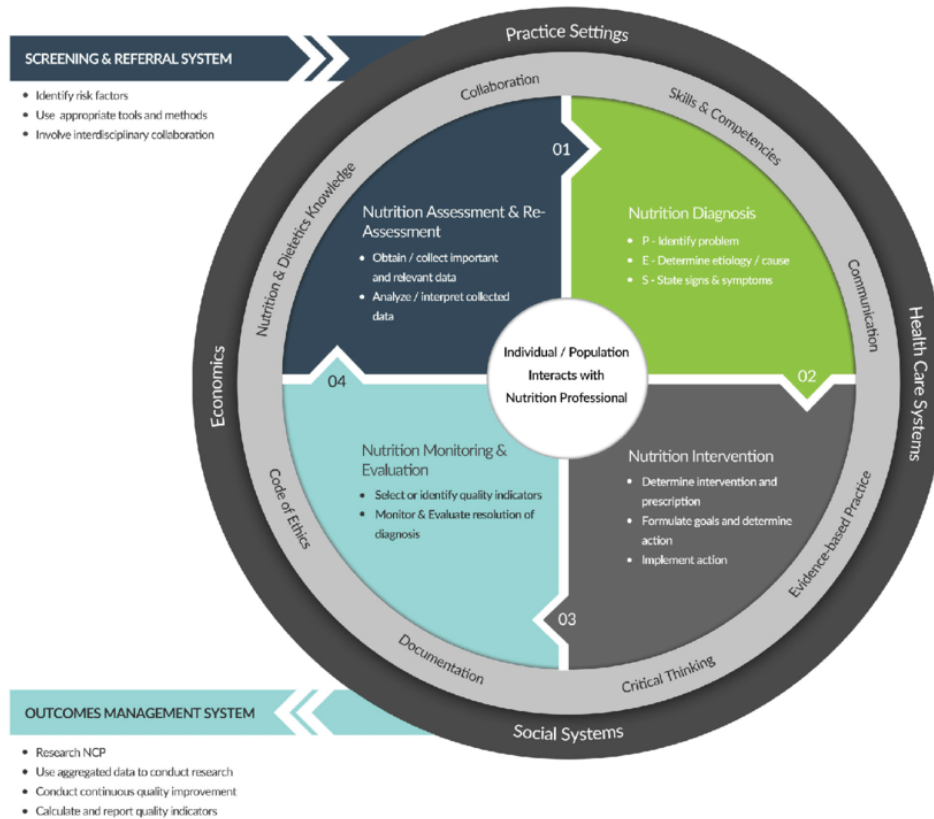 Practice Settings
SCREENING & REFERRAL SYSTEM
• Identify risk factors
• Use appropriate tools and methods
• Involve interdisciplinary collaboration
Collaboration
Skills & Competencies
Nutrition & Dietetics Knowledge
Communication
Economics
Health Care Systems
01
Nutrition Assessment & Re-
Assessment
• Obtain / collect important
and relevant data
• Analyze / interpret collected
data
Nutrition Diagnosis
• P - Identify problem
• E - Determine etiology / cause
• S - State signs & symptoms
Individual / Population
Interacts with
Nutrition Professional
04
02
Nutrition Monitoring &
Evaluation
• Select or identify quality indicators
• Monitor & Evaluate resolution of
diagnosis
Nutrition Intervention
• Determine intervention and
prescription
• Formulate goals and determine
action
• Implement action
03
Code of Ethics
Evidence-based Practice
Documentation
Critical Thinking
Social Systems
OUTCOMES MANAGEMENT SYSTEM
• Research NCP
• Use aggregated data to conduct research
• Conduct continuous quality improvement
• Calculate and report quality indicators